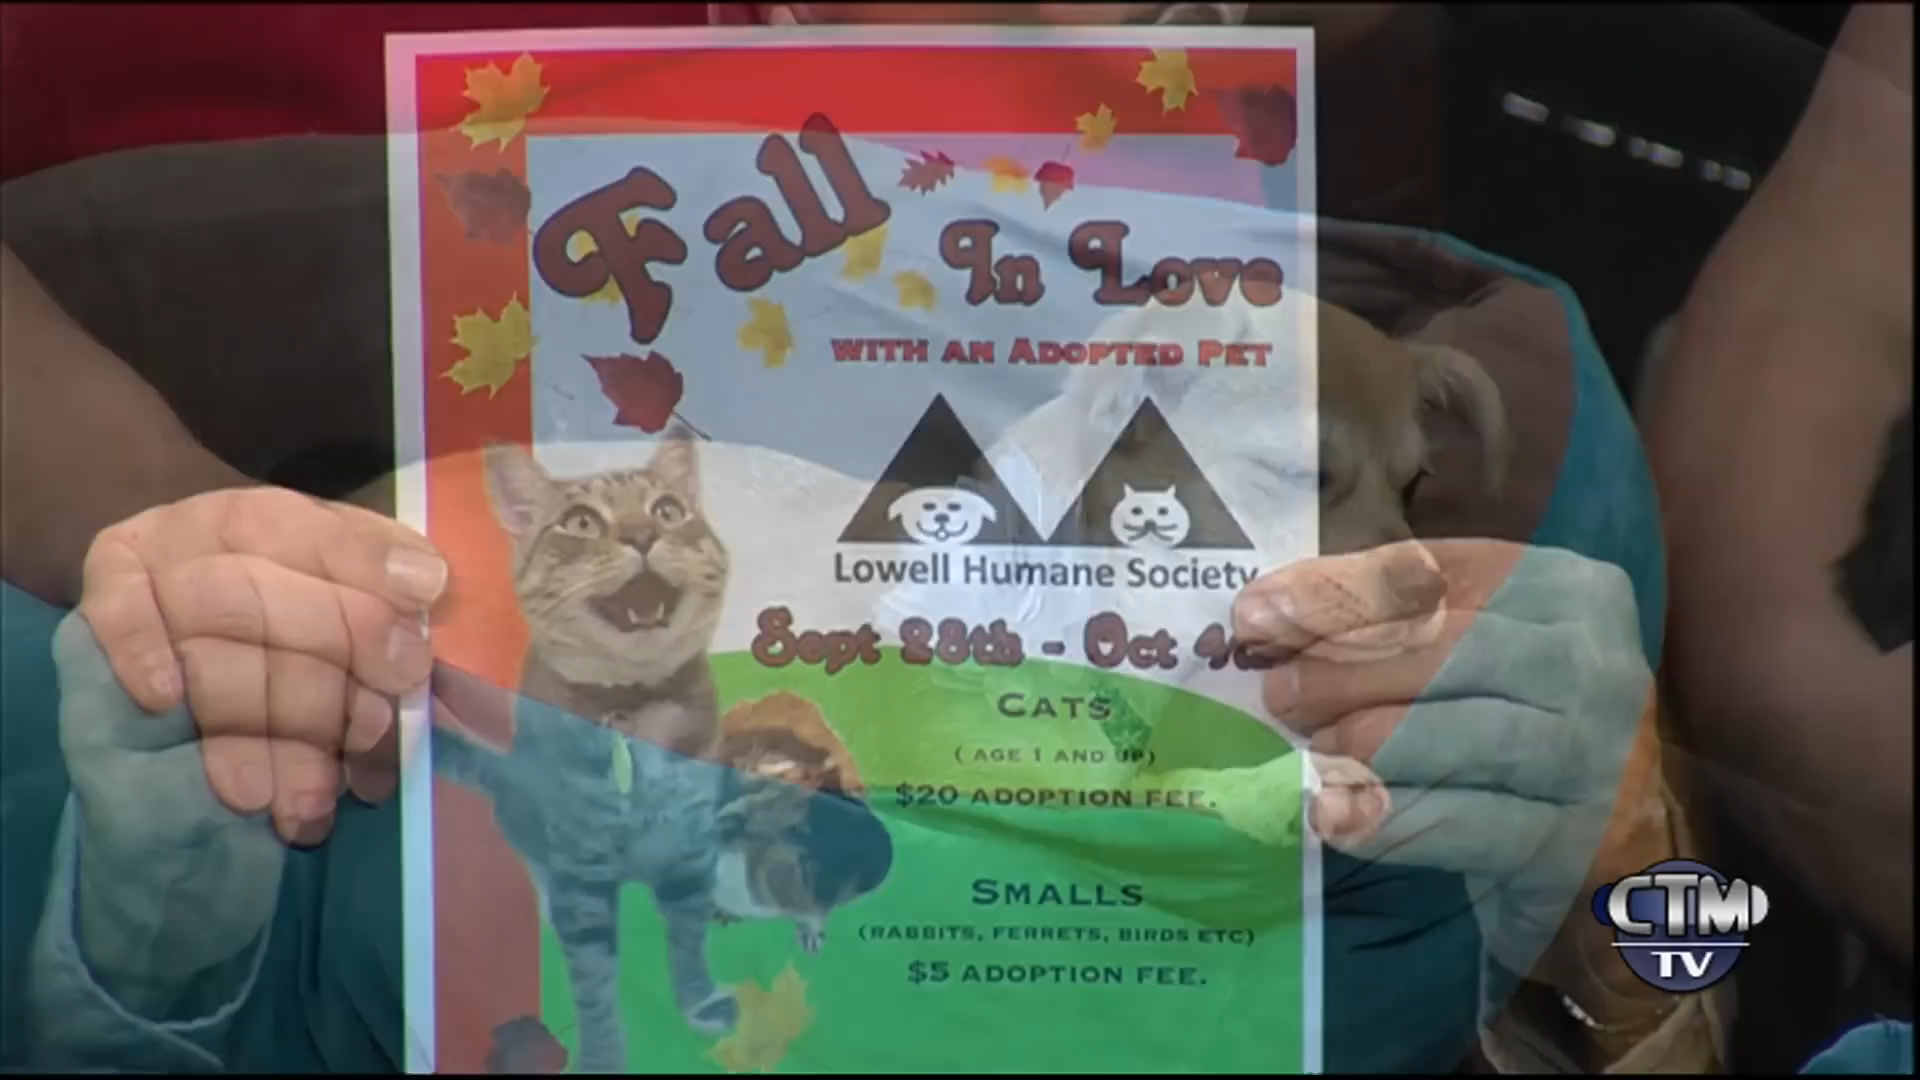 Fall
In Love
WITH AN ADOPTED PET
Lowell Humane Society
Sept 28th - Oct 4th
CATS
( AGE 1 AND UP)
$20 ADOPTION FEE.
SMALLS
(RABBITS, FERRETS, BIRDS ETC)
$5 ADOPTION FEE.
CTM
TV